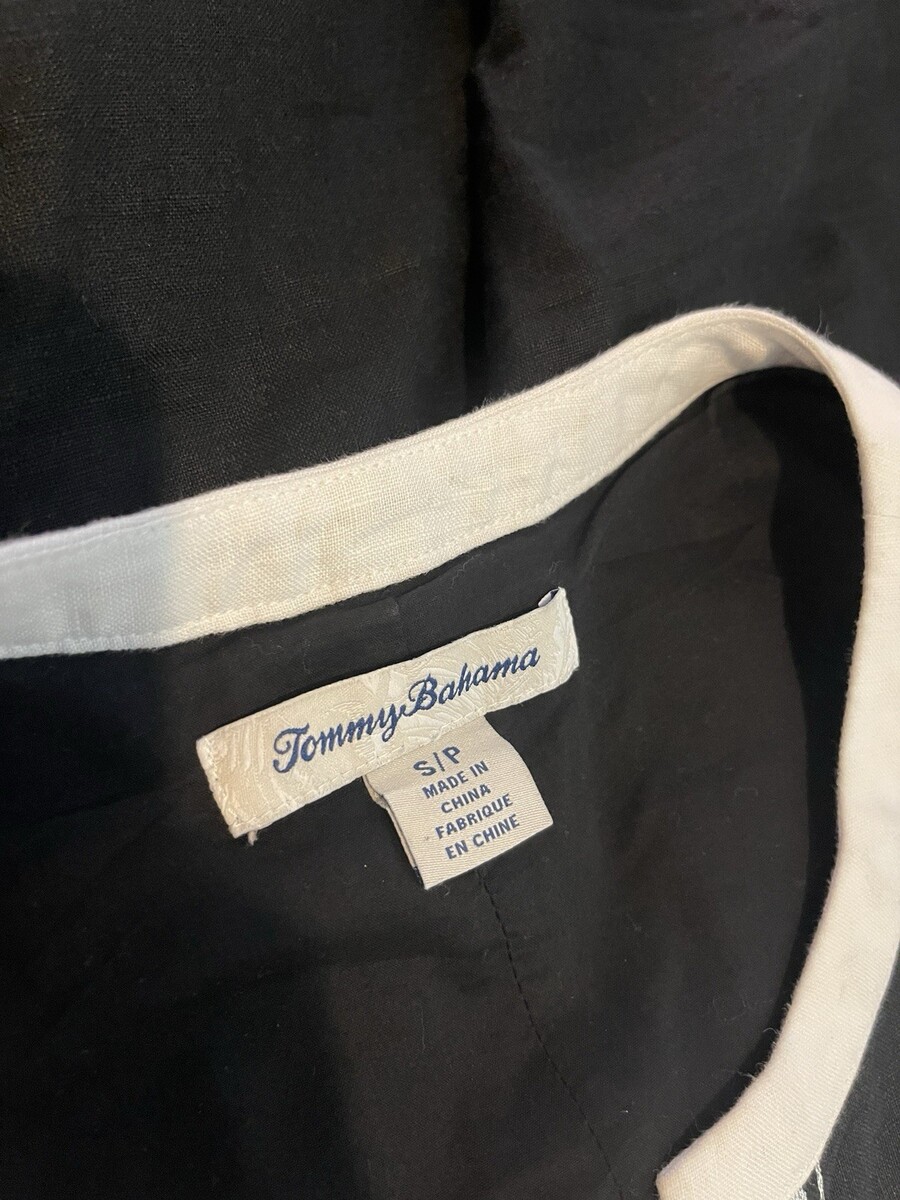 Tommy Bahama
S/P
MADE IN
CHINA
FABRIQUE
EN CHINE